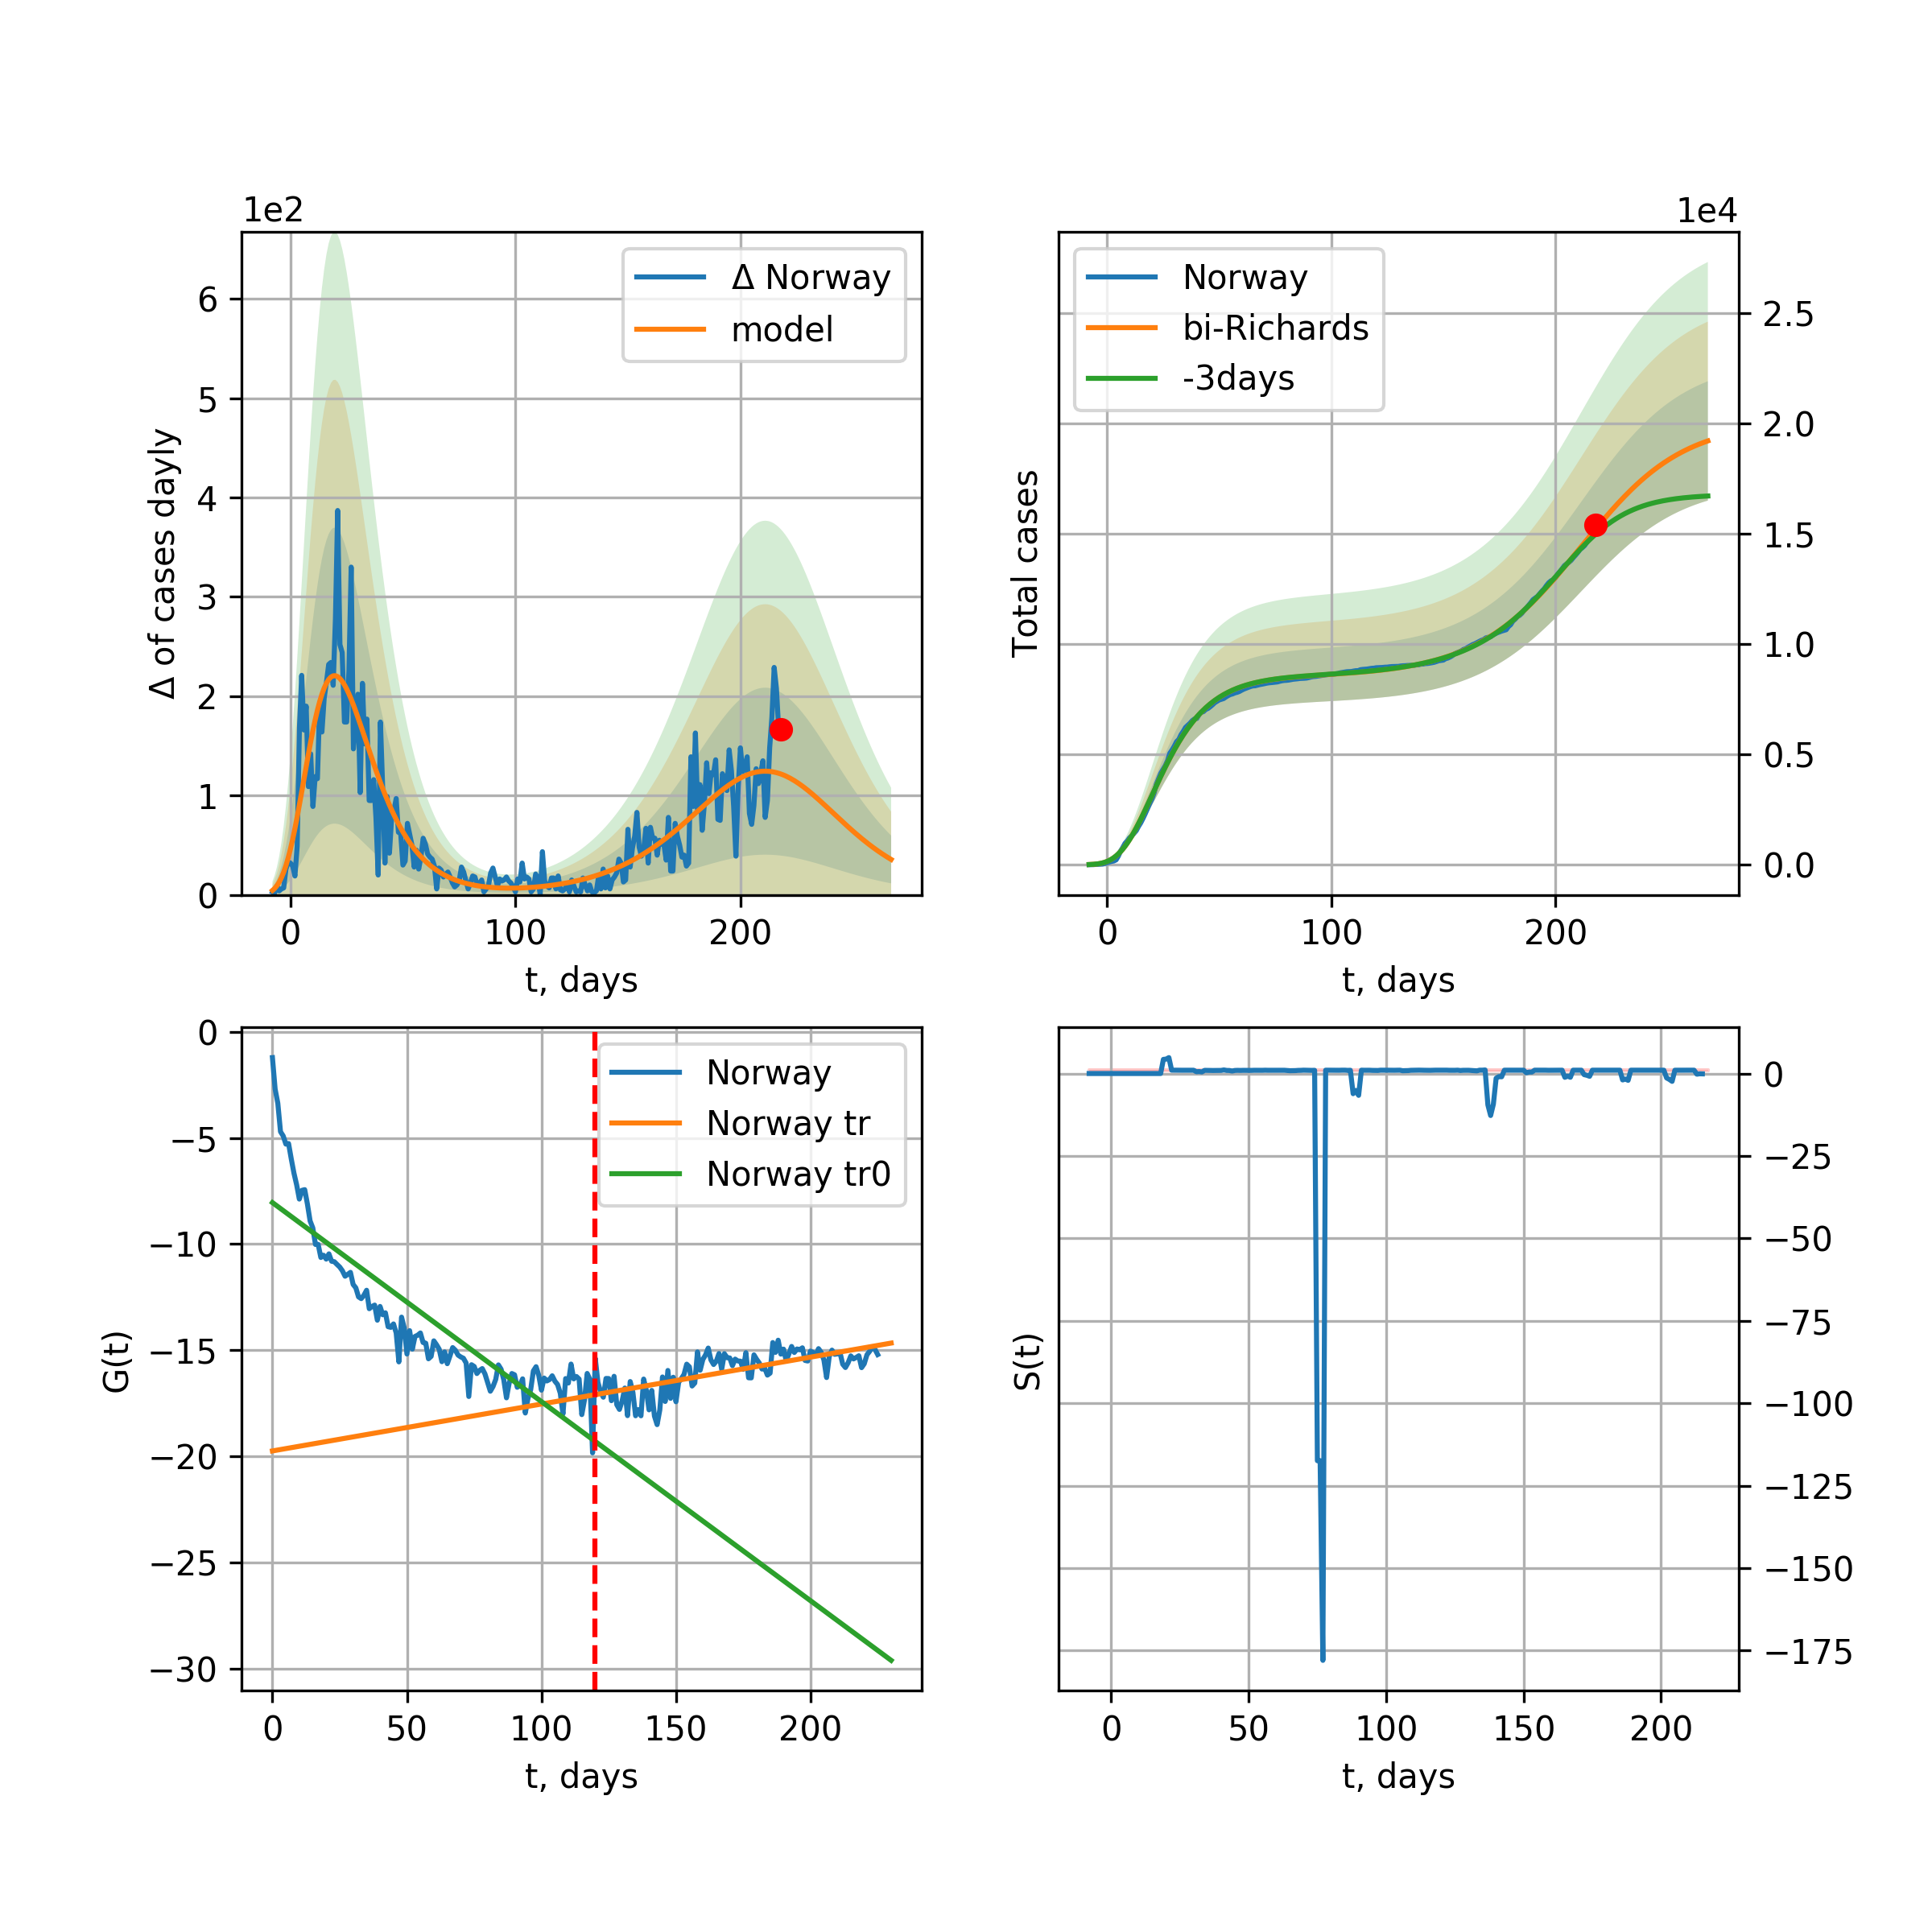 1e2
Δ Norway
model
6
5
4
3
2
1
0
Δ of cases dayly
0 100 200
t, days
1e4
Norway
bi-Richards
-3days
2.5
2.0
1.5
1.0
0.5
0.0
Total cases
0 100 200
t, days
Norway
Norway tr
Norway tr0
0
−5
−10
−15
−20
−25
−30
G(t)
0 50 100 150 200
t, days
0
−25
−50
−75
−100
−125
−150
−175
S(t)
0 50 100 150 200
t, days